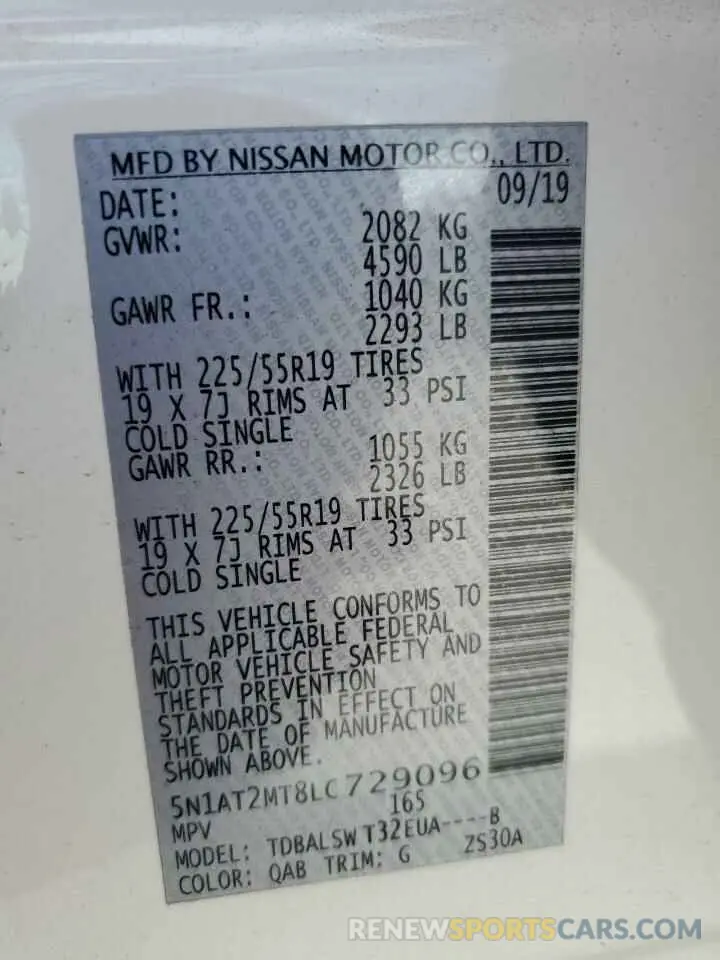 MFD BY NISSAN MOTOR CO., LTD.
DATE: 09/19
GVWR: 2082 KG
4590 LB
GAWR FR.: 1040 KG
2293 LB
WITH 225/55R19 TIRES
19 X 7J RIMS AT 33 PSI
COLD SINGLE
GAWR RR.: 1055 KG
2326 LB
WITH 225/55R19 TIRES
19 X 7J RIMS AT 33 PSI
COLD SINGLE
THIS VEHICLE CONFORMS TO
ALL APPLICABLE FEDERAL
MOTOR VEHICLE SAFETY AND
THEFT PREVENTION
STANDARDS IN EFFECT ON
THE DATE OF MANUFACTURE
SHOWN ABOVE.
5N1AT2MT8LC729096
MPV 165
MODEL: TDBALSW T32EUA----B
COLOR: QAB TRIM: G ZS30A
RENEWSPORTSCARS.COM